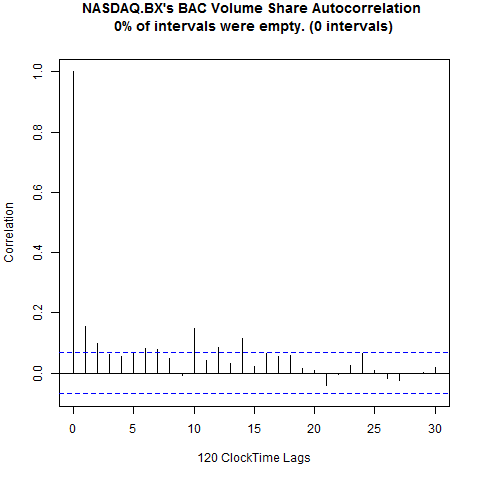 NASDAQ.BX's BAC Volume Share Autocorrelation
0% of intervals were empty. (0 intervals)
Correlation
1.0
0.8
0.6
0.4
0.2
0.0
0 5 10 15 20 25 30
120 ClockTime Lags